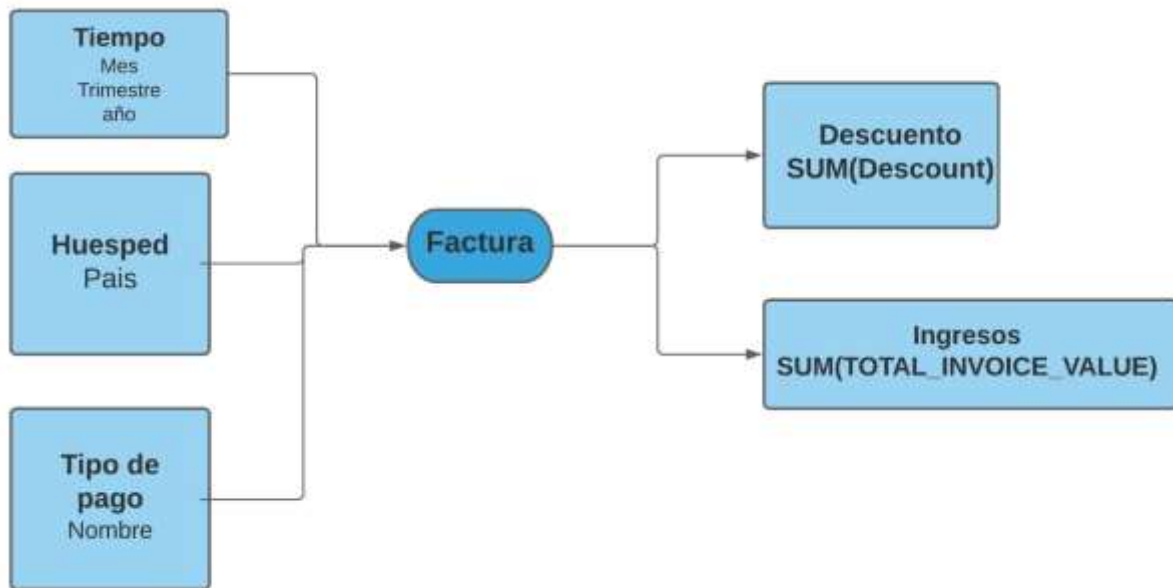 Tiempo
Mes
Trimestre
año
Huesped
Pais
Tipo de
pago
Nombre
Factura
Descuento
SUM(Descount)
Ingresos
SUM(TOTAL_INVOICE_VALUE)